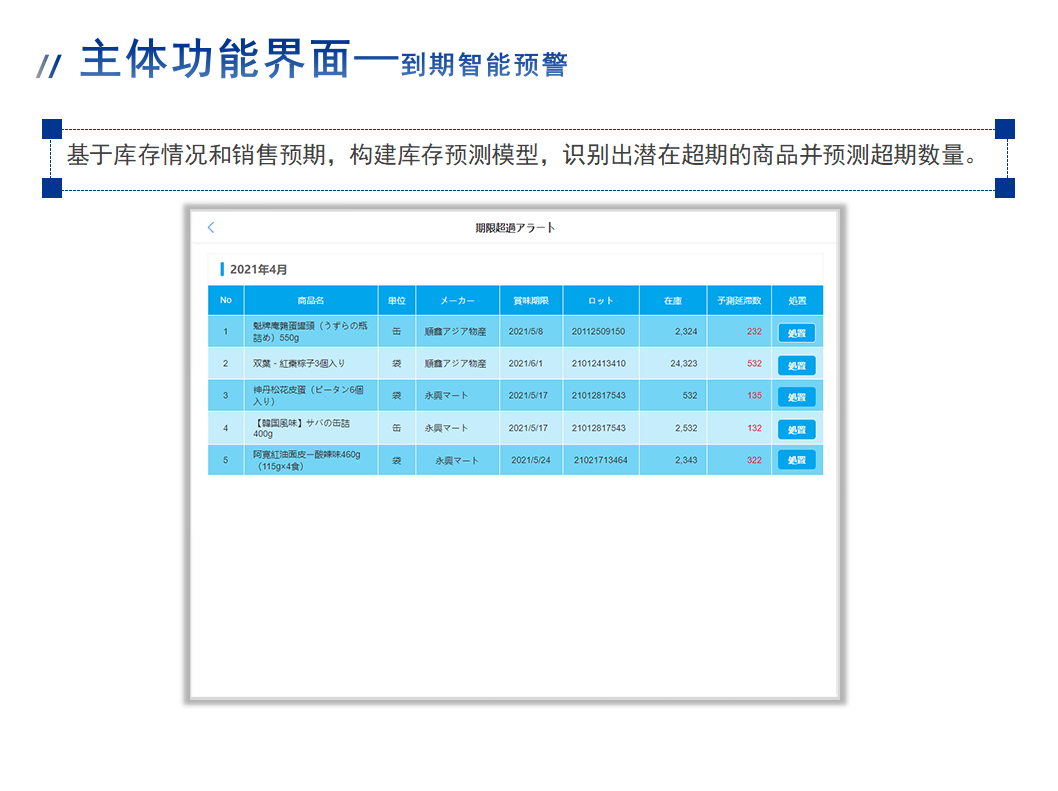 // 主体功能界面—到期智能预警
基于库存情况和销售预期，构建库存预测模型，识别出潜在超期的商品并预测超期数量。
期限超過アラート
2021年4月
No 商品名 単位 メーカー 賞味期限 ロット 在庫 予測延滞数 処置
1 魁牌庵鶉蛋罐頭（うずらの瓶詰め）550g 缶 順鑫アジア物産 2021/5/8 20112509150 2,324 232 処置
2 双葉 - 紅棗粽子3個入り 袋 順鑫アジア物産 2021/6/1 21012413410 24,323 532 処置
3 神丹松花皮蛋（ピータン6個入り） 袋 永興マート 2021/5/17 21012817543 532 135 処置
4 【韓国風味】サバの缶詰400g 缶 永興マート 2021/5/17 21012817543 2,532 132 処置
5 阿寛紅油面皮ー酸辣味460g（115g×4食） 袋 永興マート 2021/5/24 21021713464 2,343 322 処置